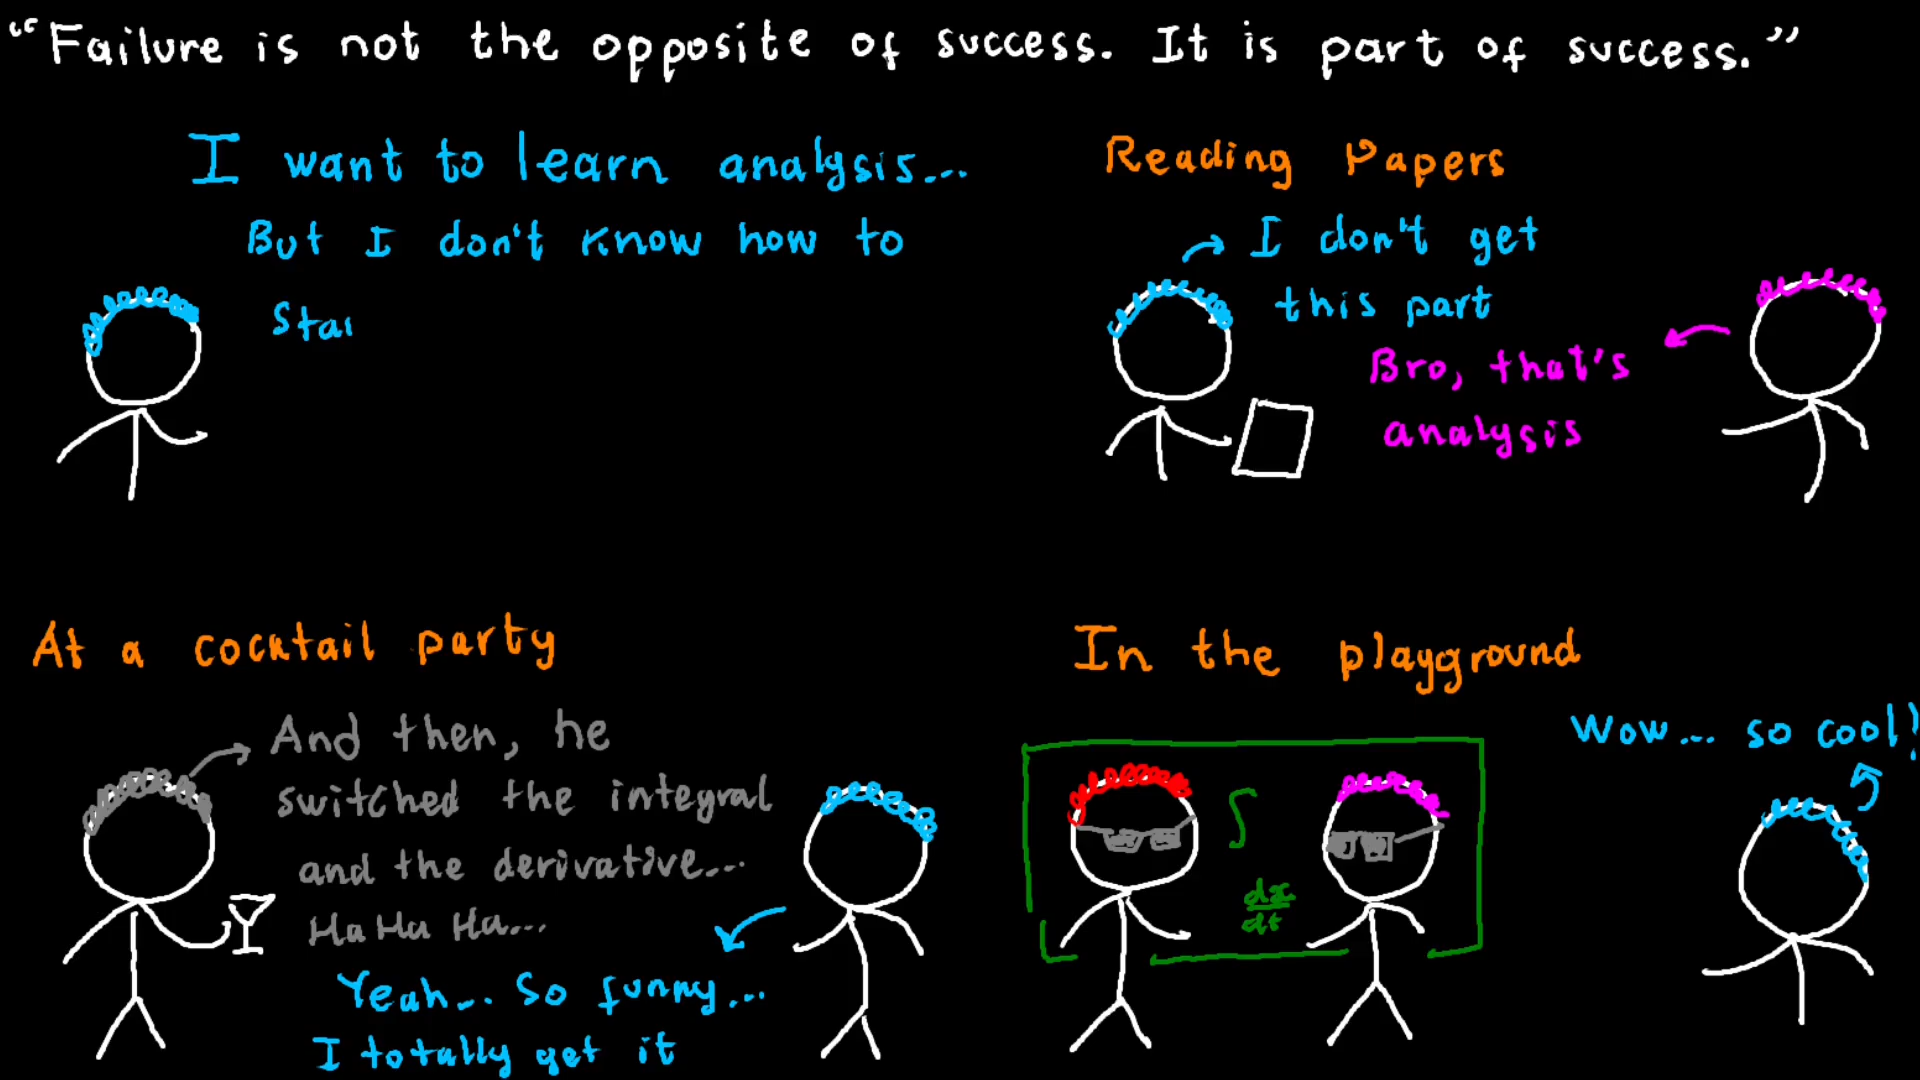 "Failure is not the opposite of success. It is part of success."
I want to learn analysis...
But I don't know how to
Star
Reading Papers
I don't get
this part
Bro, that's
analysis
At a cocktail party
And then, he
switched the integral
and the derivative...
Ha Ha Ha...
Yeah... So funny...
I totally get it
In the playground
∫
dx
dt
Wow... so cool!